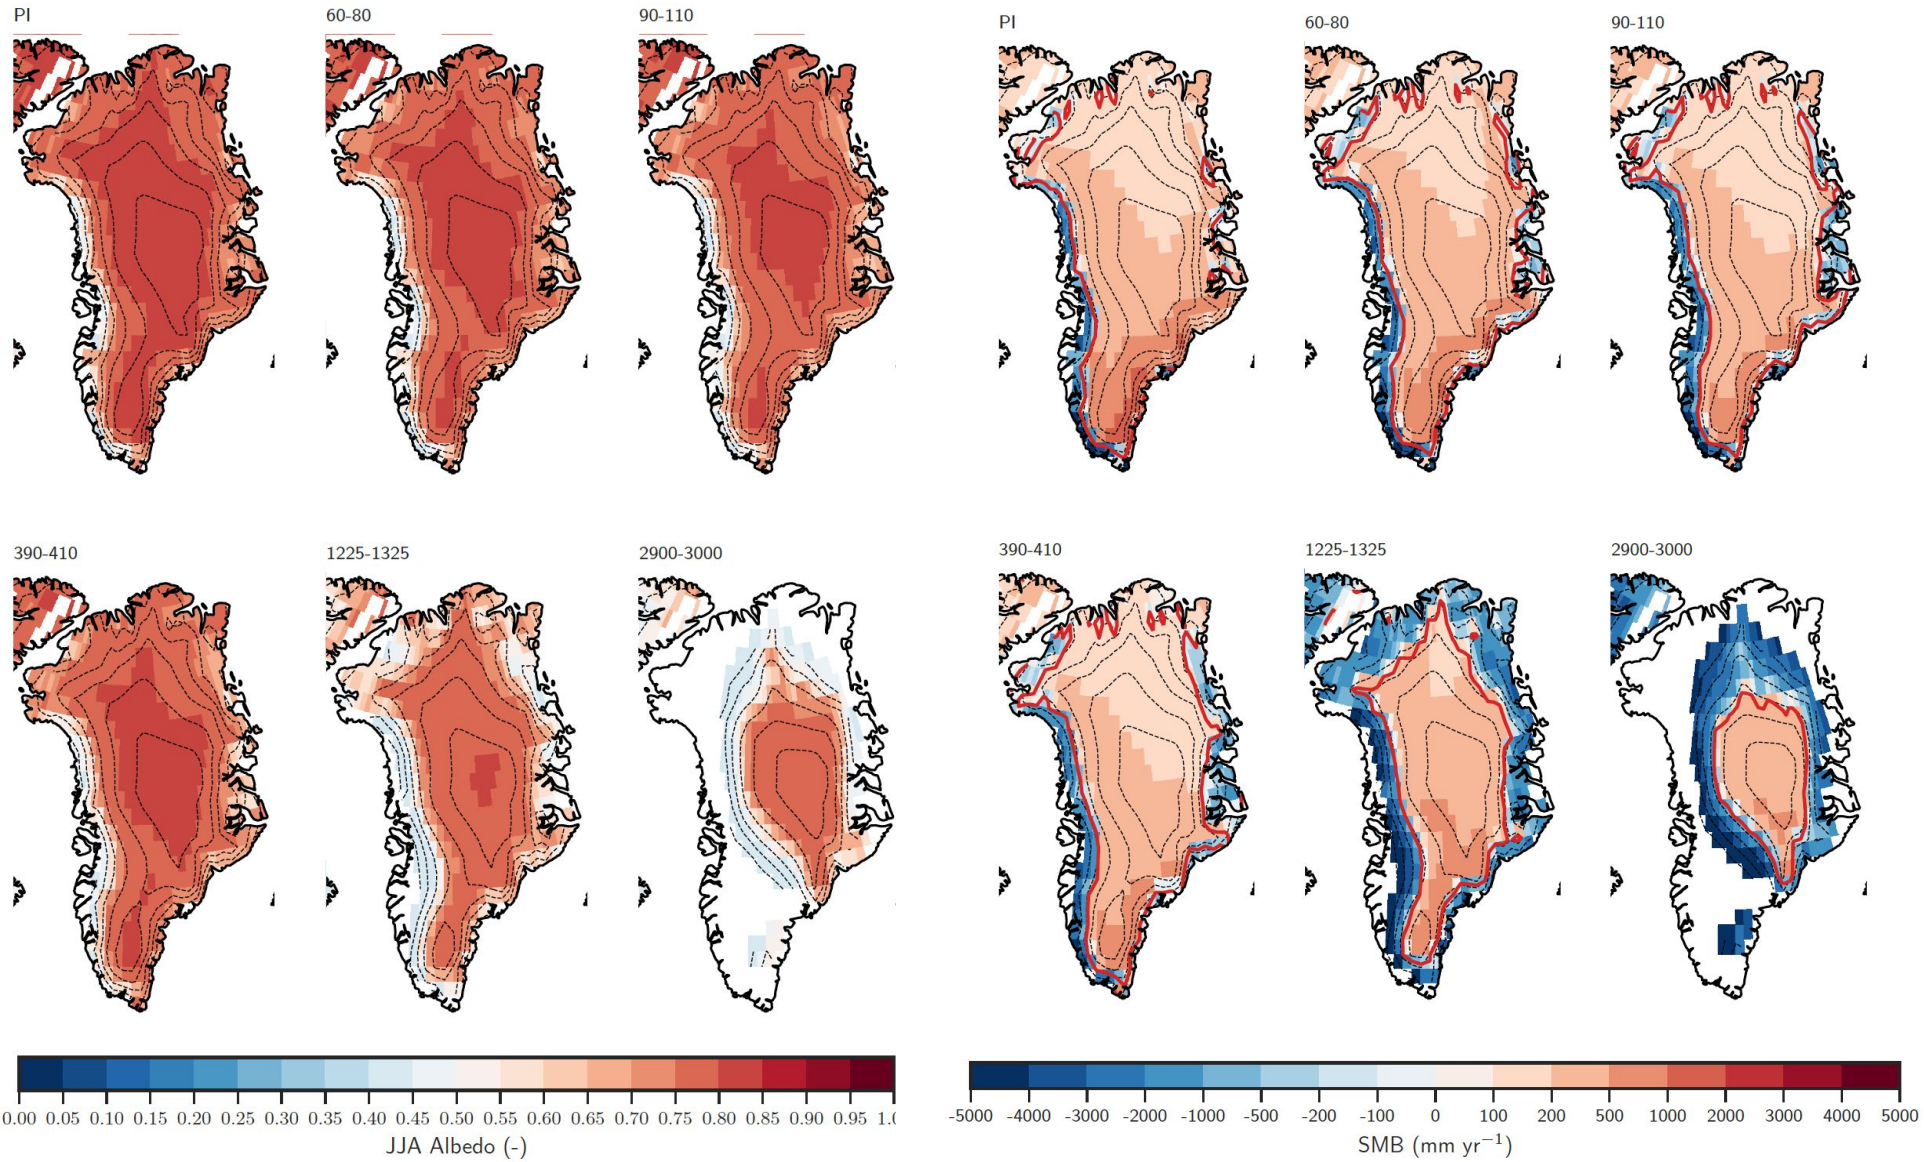 PI 60-80 90-110
PI 60-80 90-110
390-410 1225-1325 2900-3000
390-410 1225-1325 2900-3000
0.00 0.05 0.10 0.15 0.20 0.25 0.30 0.35 0.40 0.45 0.50 0.55 0.60 0.65 0.70 0.75 0.80 0.85 0.90 0.95 1.0
JJA Albedo (-)
-5000 -4000 -3000 -2000 -1000 -500 -200 -100 0 100 200 500 1000 2000 3000 4000 5000
SMB (mm yr⁻¹)